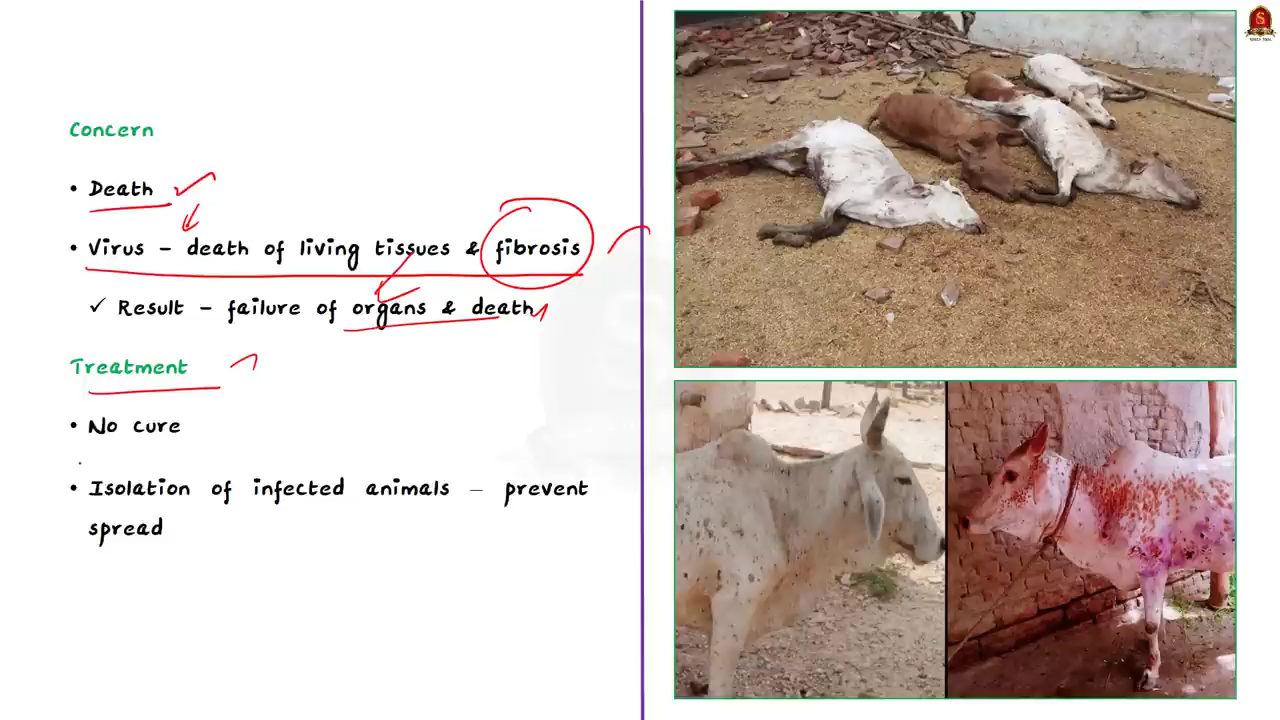 Concern
• Death
• Virus – death of living tissues & fibrosis
✓ Result – failure of organs & death
Treatment
• No cure
• Isolation of infected animals – prevent
spread